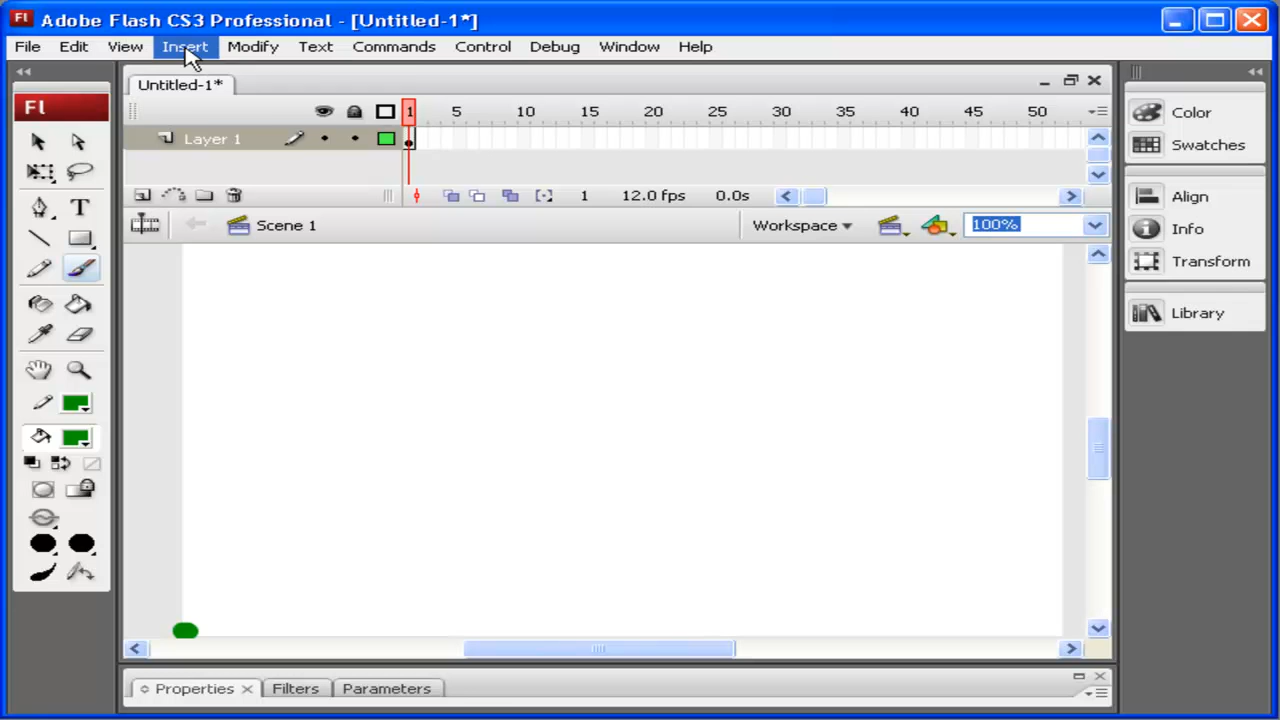 Fl Adobe Flash CS3 Professional - [Untitled-1*]
File Edit View Insert Modify Text Commands Control Debug Window Help
Untitled-1*
Fl
1 5 10 15 20 25 30 35 40 45 50
Layer 1
1 12.0 fps 0.0s
Scene 1 Workspace 100%
Color
Swatches
Align
Info
Transform
Library
Properties Filters Parameters